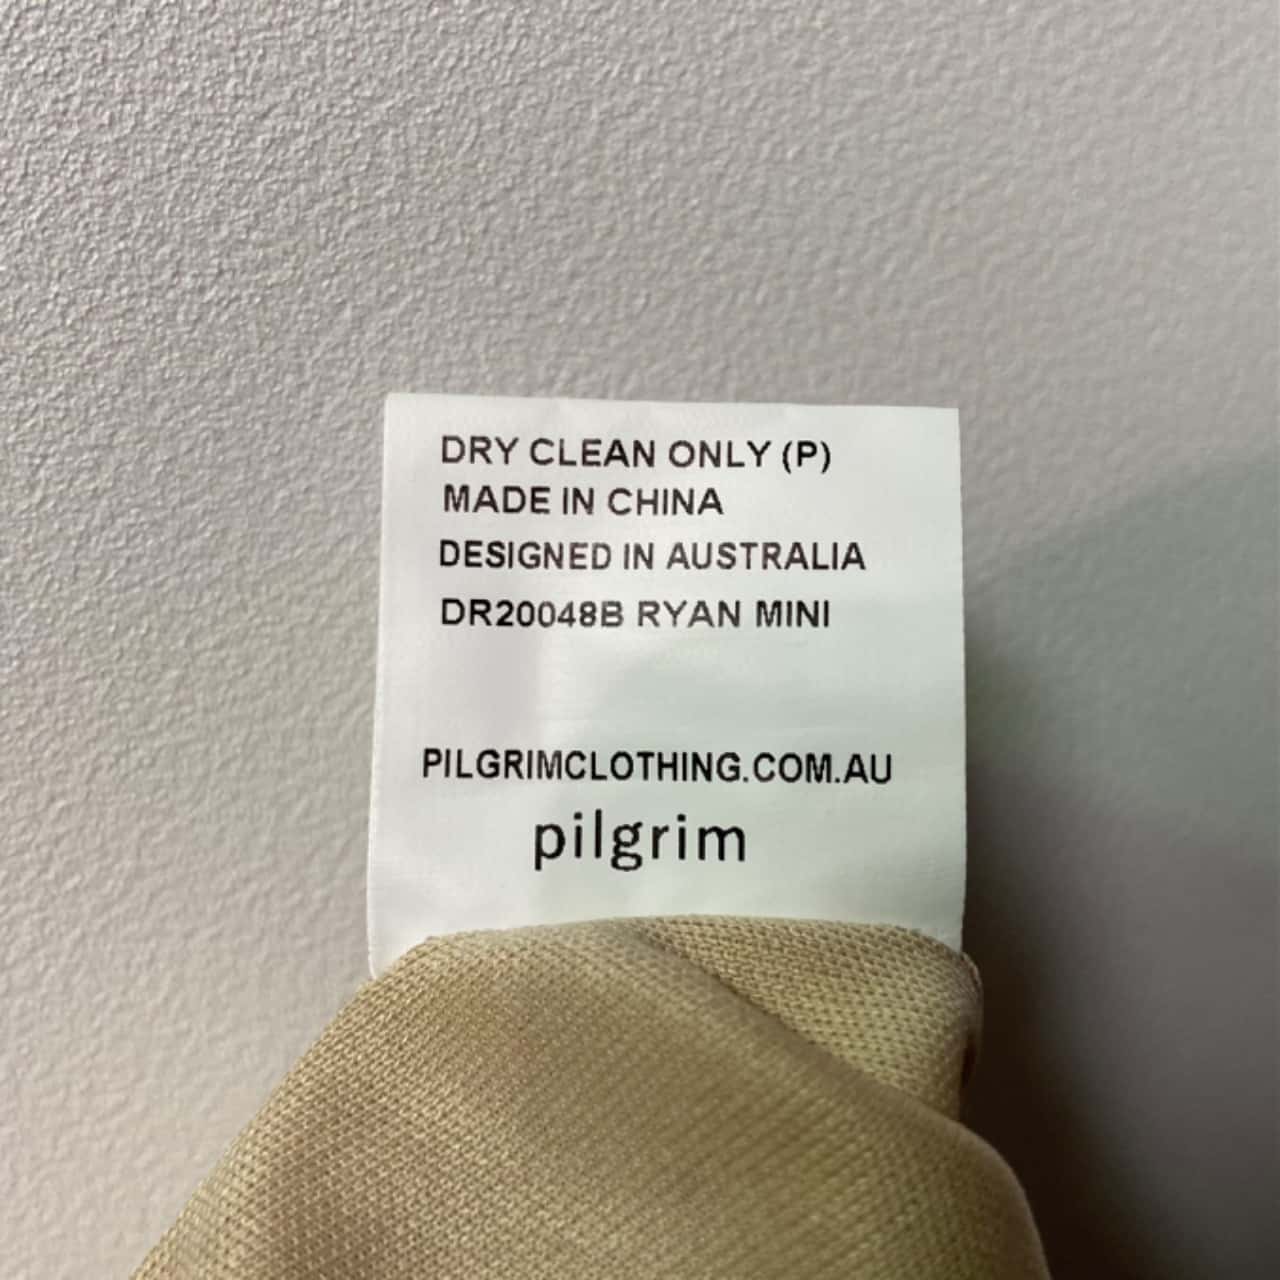 DRY CLEAN ONLY (P)
MADE IN CHINA
DESIGNED IN AUSTRALIA
DR20048B RYAN MINI
PILGRIMCLOTHING.COM.AU
pilgrim